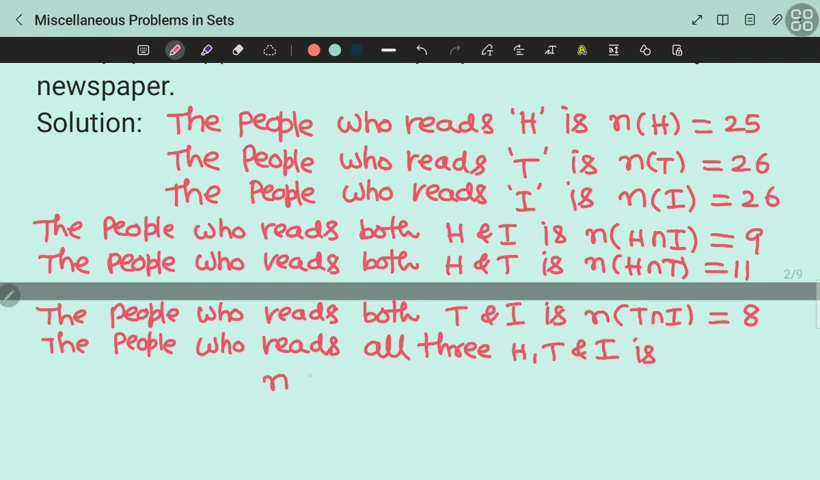 Miscellaneous Problems in Sets
newspaper.
Solution: The People who reads 'H' is n(H) = 25
The People who reads 'T' is n(T) = 26
The People who reads 'I' is n(I) = 26
The People who reads both H & I is n(H∩I) = 9
The People who reads both H & T is n(H∩T) = 11
2/9
The People who reads both T & I is n(T∩I) = 8
The People who reads all three H, T & I is
n